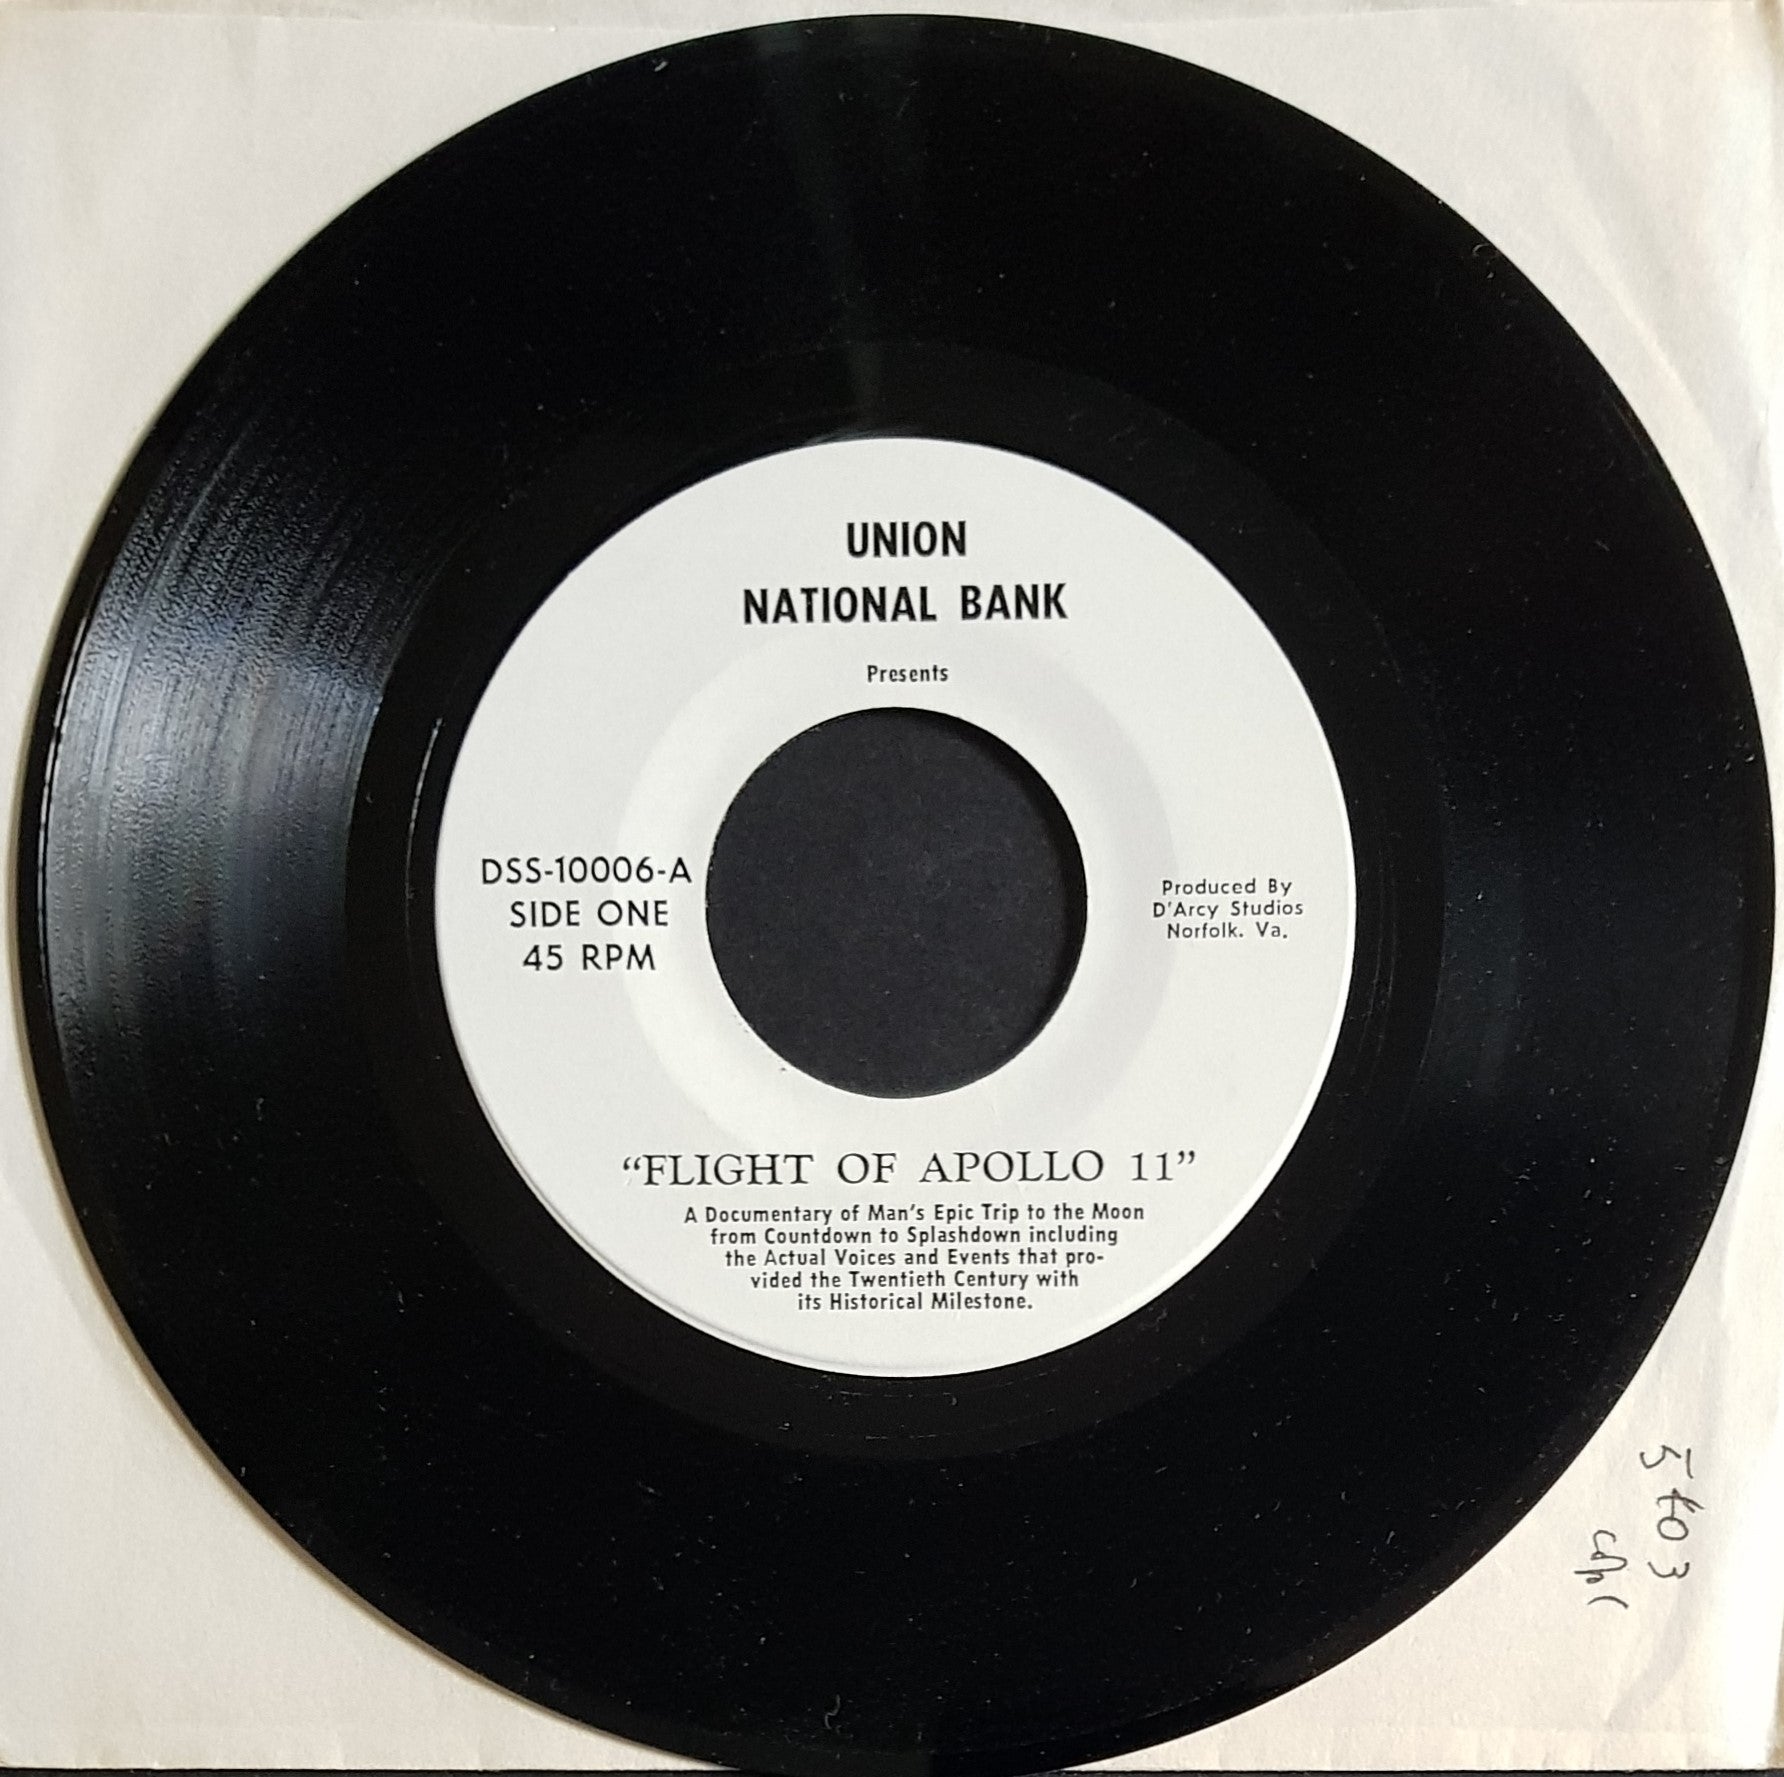 UNION
NATIONAL BANK
Presents
DSS-10006-A
SIDE ONE
45 RPM
Produced By
D'Arcy Studios
Norfolk. Va.
“FLIGHT OF APOLLO 11”
A Documentary of Man's Epic Trip to the Moon
from Countdown to Splashdown including
the Actual Voices and Events that pro-
vided the Twentieth Century with
its Historical Milestone.